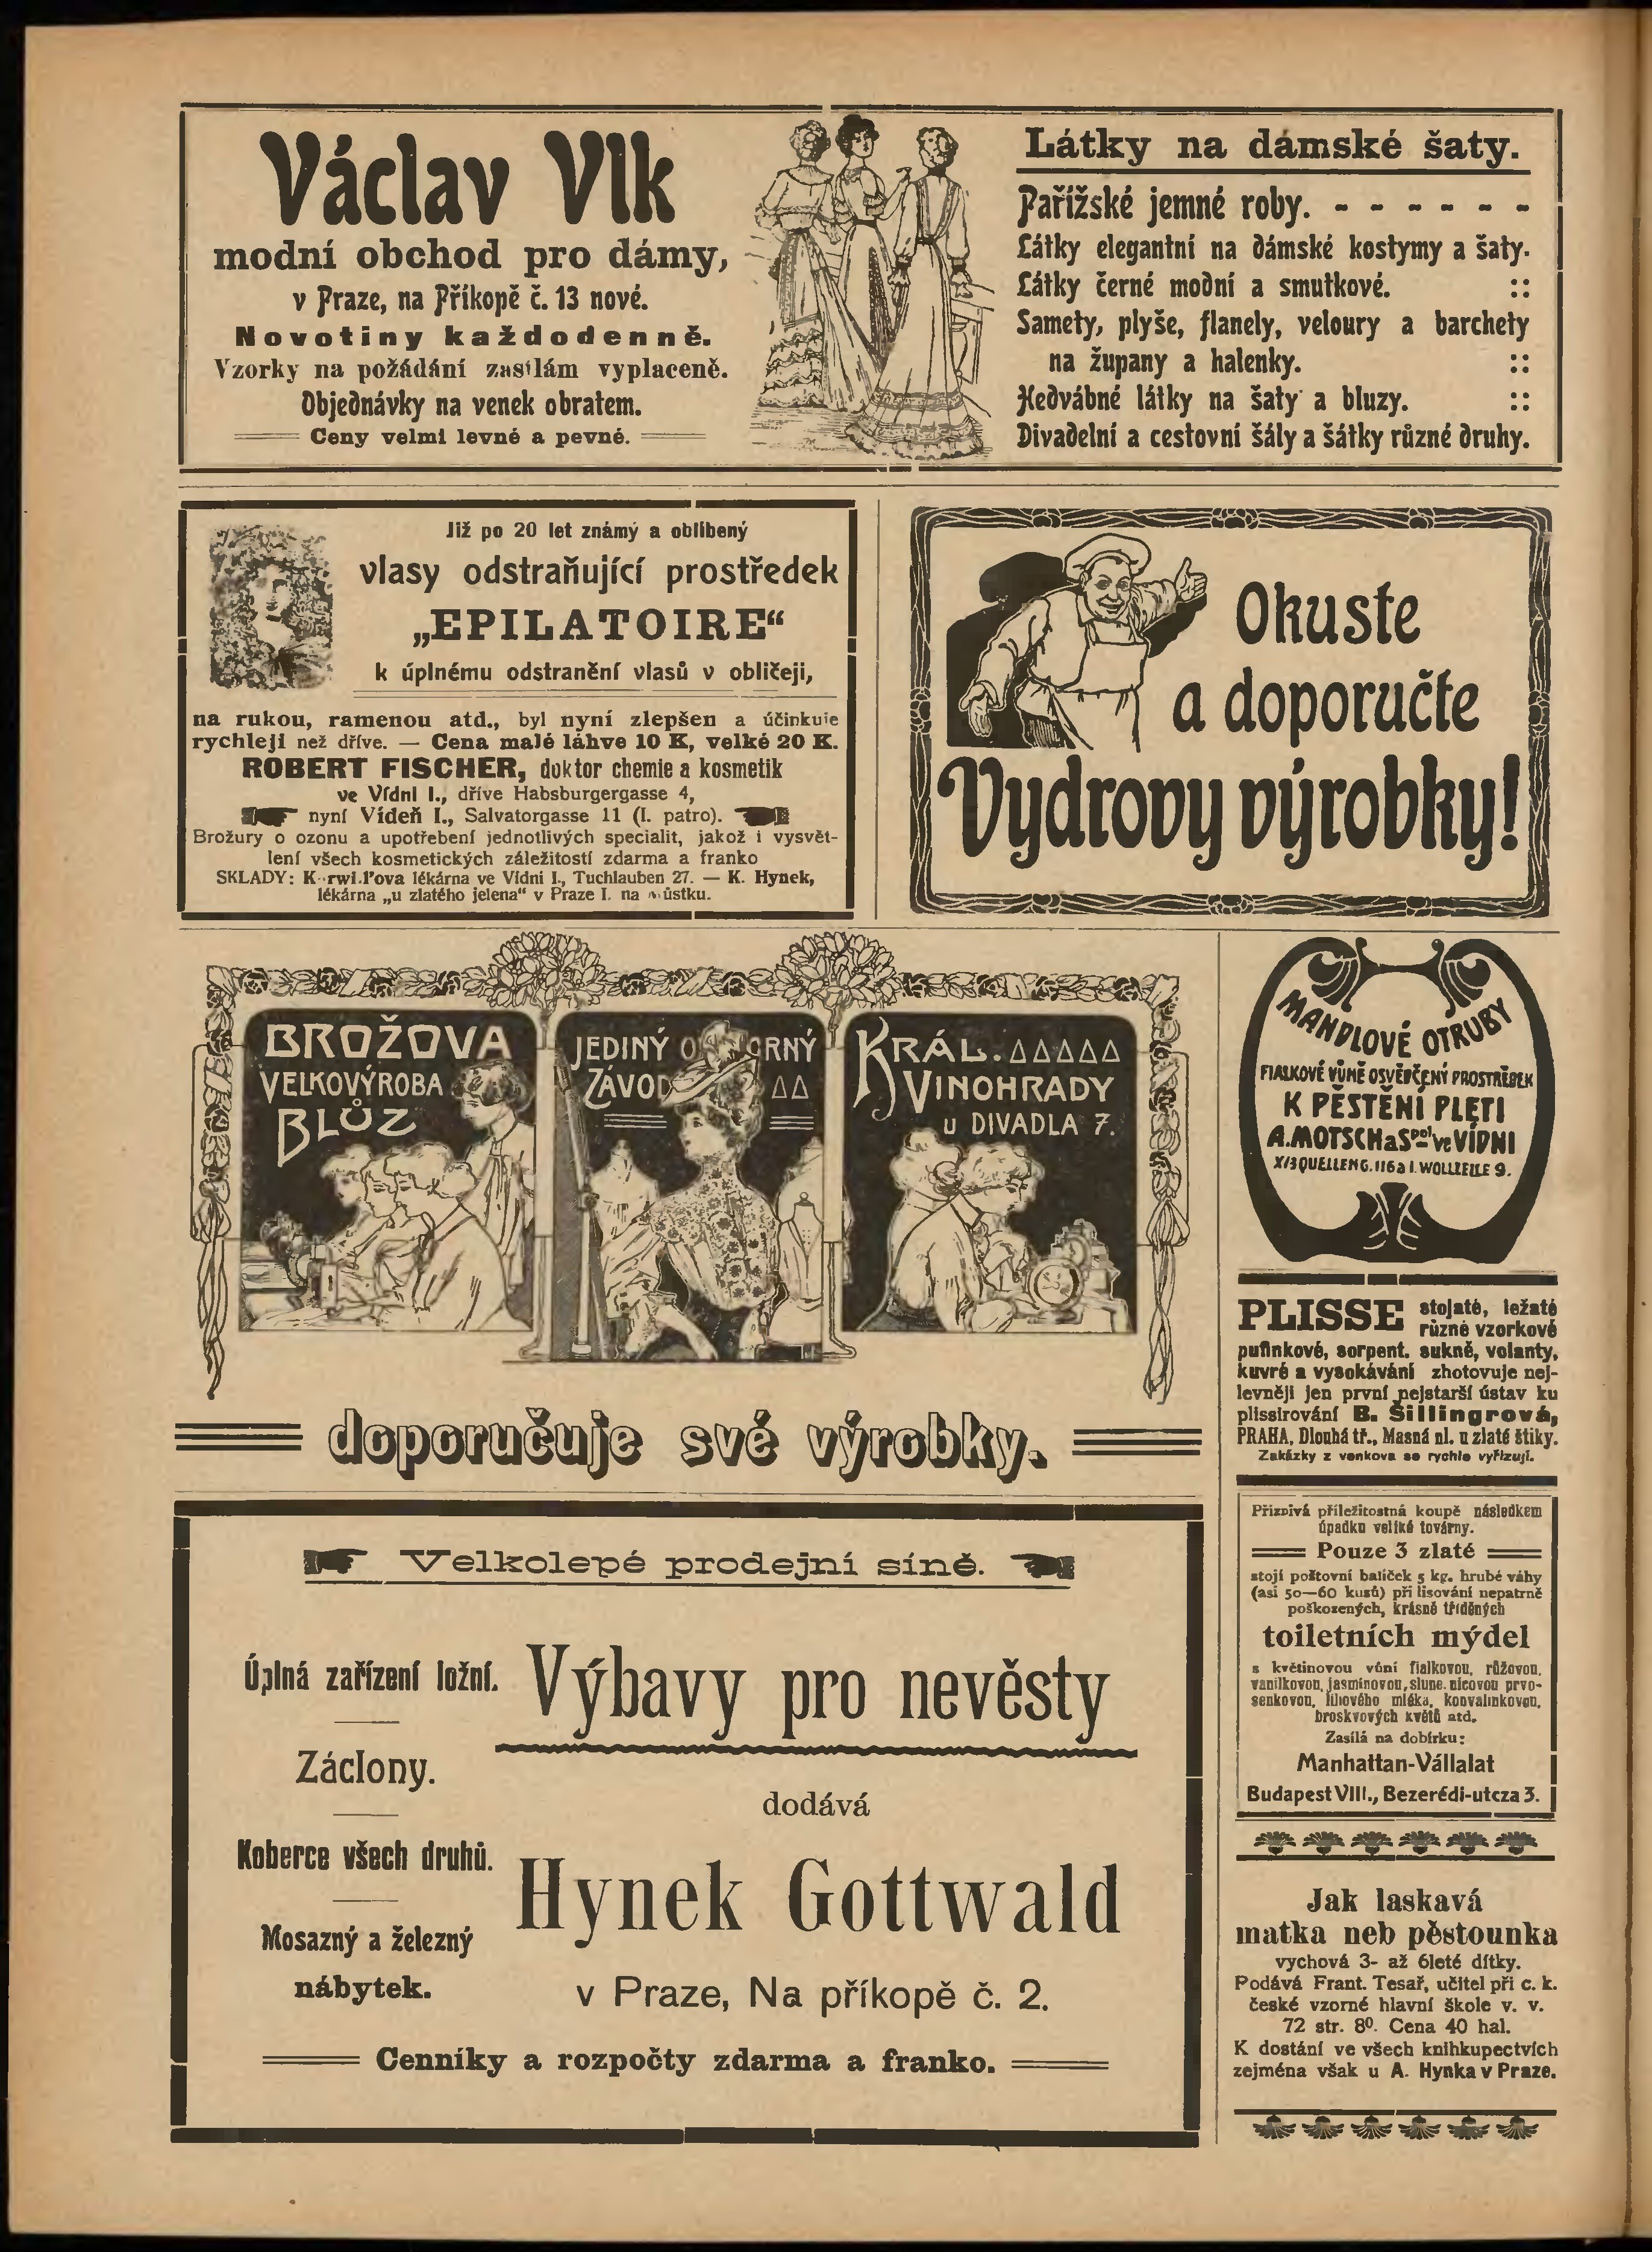 Václav Vlk
modní obchod pro dámy,
v Praze, na Příkopě č. 13 nové.
Novotiny každodenně.
Vzorky na požádání zasílám vyplaceně.
Objednávky na venek obratem.
Ceny velmi levné a pevné.
Látky na dámské šaty.
Pařížské jemné roby. - - - - - -
Látky elegantní na dámské kostymy a šaty.
Látky černé modní a smutkové. ::
Samety, plyše, flanely, veloury a barchety
na župany a halenky. ::
Hedvábné látky na šaty a bluzy. ::
Divadelní a cestovní šály a šátky různé druhy.
Již po 20 let známý a oblíbený
vlasy odstraňující prostředek
„EPILATOIRE“
k úplnému odstranění vlasů v obličeji,
na rukou, ramenou atd., byl nyní zlepšen a účinkuje
rychleji než dříve. — Cena malé láhve 10 K, velké 20 K.
ROBERT FISCHER, doktor chemie a kosmetik
ve Vídni I., dříve Habsburgergasse 4,
nyní Vídeň I., Salvatorgasse 11 (I. patro).
Brožury o ozonu a upotřebení jednotlivých specialit, jakož i vysvět-
lení všech kosmetických záležitostí zdarma a franko
SKLADY: lékárna ve Vídni I., Tuchlauben 27. — K. Hynek,
lékárna „u zlatého jelena“ v Praze I. na můstku.
Okuste
a doporučte
Vydrovy výrobky!
BROŽOVA
VELKOVÝROBA
BLŮZ
JEDINÝ
ZÁVOD
KRÁL.
VINOHRADY
U DIVADLA 7.
doporučuje své výrobky.
MANDLOVÉ OTRUBY
FIALKOVÉ VŮNĚ OSVĚDČENÝ PROSTŘEDEK
K PĚSTĚNÍ PLETI
A. MOTSCH a Spol ve VÍDNI
X/3 QUELLENG. 116 a I. WOLLZEILE 9.
PLISSE stojaté, ležaté
různé vzorkové
pufinkové, sorpent. sukně, volanty,
kuvré a vysokávání zhotovuje nej-
levněji jen první nejstarší ústav ku
plissirování B. Šillingrová,
PRAHA, Dlouhá tř., Masná ul. u zlaté štiky.
Zakázky z venkova se rychle vyřizují.
Příznivá příležitostná koupě následkem
úpadku veliké továrny.
Pouze 3 zlaté
stojí poštovní balíček 5 kg. hrubé váhy
(asi 50—60 kusů) při lisování nepatrně
poškozených, krásně tříděných
toiletních mýdel
s květinovou vůní fialkovou, růžovou,
vanilkovou, jasmínovou, slunečnicovou prvo-
senkovou, liliového mléka, konvalinkovou,
broskvových květů atd.
Zasílá na dobírku:
Manhattan-Vállalat
Budapest VIII., Bezerédi-utcza 3.
Velkolepé prodejní síně.
Úplná zařízení ložní.
Záclony.
Koberce všech druhů.
Mosazný a železný
nábytek.
Výbavy pro nevěsty
dodává
Hynek Gottwald
v Praze, Na příkopě č. 2.
Cenníky a rozpočty zdarma a franko.
Jak laskavá
matka neb pěstounka
vychová 3- až 6leté dítky.
Podává Frant. Tesař, učitel při c. k.
české vzorné hlavní škole v. v.
72 str. 8º. Cena 40 hal.
K dostání ve všech knihkupectvích
zejména však u A. Hynka v Praze.